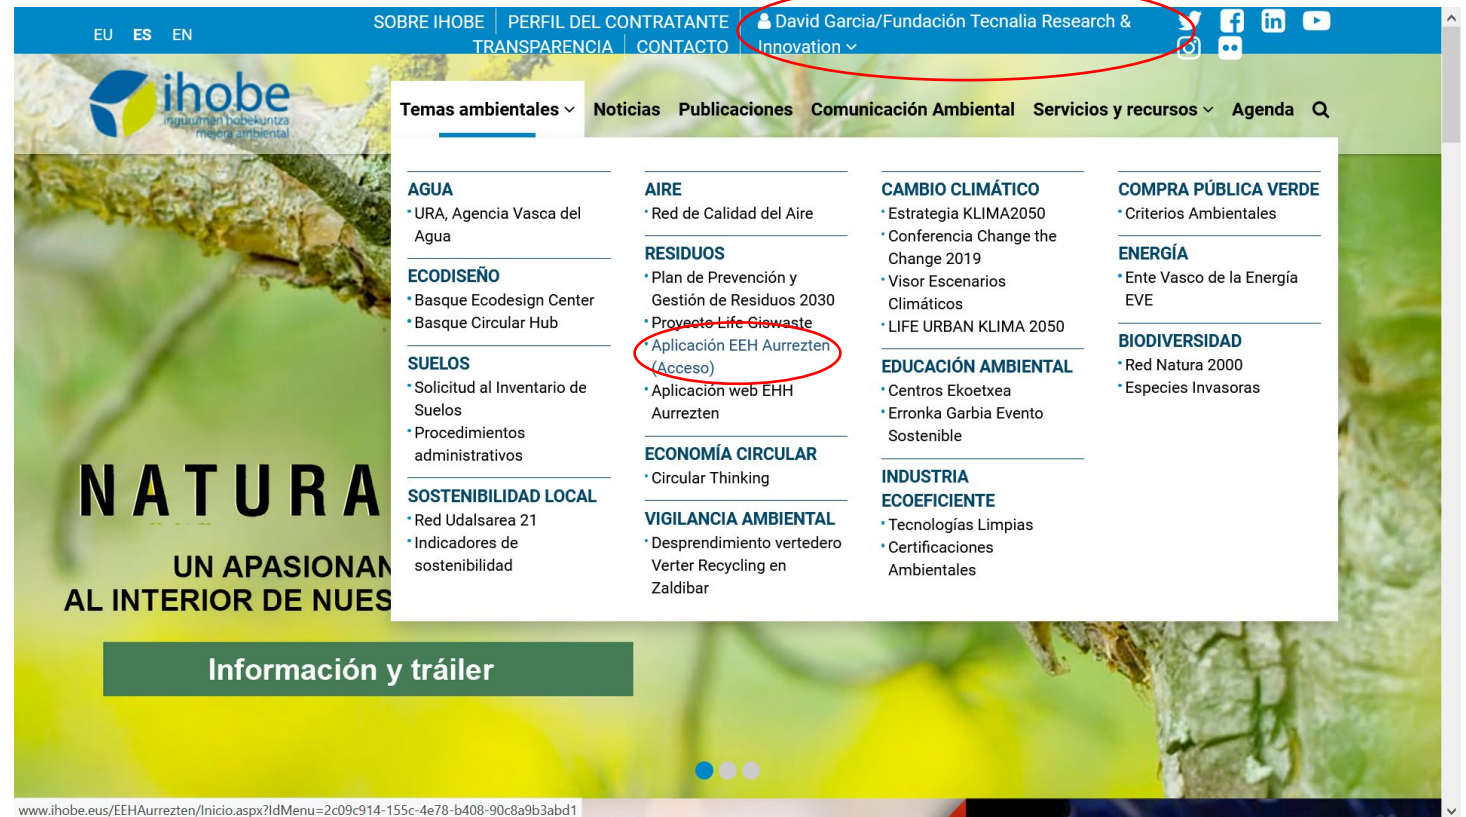 EU ES EN
SOBRE IHOBE PERFIL DEL CONTRATANTE
TRANSPARENCIA CONTACTO
David Garcia/Fundación Tecnalia Research &
Innovation
ihobe
ingurumen hobekuntza
mejora ambiental
Temas ambientales Noticias Publicaciones Comunicación Ambiental Servicios y recursos Agenda
AGUA
URA, Agencia Vasca del
Agua
ECODISEÑO
Basque Ecodesign Center
Basque Circular Hub
SUELOS
Solicitud al Inventario de
Suelos
Procedimientos
administrativos
SOSTENIBILIDAD LOCAL
Red Udalsarea 21
Indicadores de
sostenibilidad
AIRE
Red de Calidad del Aire
RESIDUOS
Plan de Prevención y
Gestión de Residuos 2030
Proyecto Life Giswaste
Aplicación EEH Aurrezten
(Acceso)
Aplicación web EHH
Aurrezten
ECONOMÍA CIRCULAR
Circular Thinking
VIGILANCIA AMBIENTAL
Desprendimiento vertedero
Verter Recycling en
Zaldibar
CAMBIO CLIMÁTICO
Estrategia KLIMA2050
Conferencia Change the
Change 2019
Visor Escenarios
Climáticos
LIFE URBAN KLIMA 2050
EDUCACIÓN AMBIENTAL
Centros Ekoetxea
Erronka Garbia Evento
Sostenible
INDUSTRIA
ECOEFICIENTE
Tecnologías Limpias
Certificaciones
Ambientales
COMPRA PÚBLICA VERDE
Criterios Ambientales
ENERGÍA
Ente Vasco de la Energía
EVE
BIODIVERSIDAD
Red Natura 2000
Especies Invasoras
NATURA
UN APASIONAN
AL INTERIOR DE NUES
Información y tráiler
www.ihobe.eus/EEHAurrezten/Inicio.aspx?IdMenu=2c09c914-155c-4e78-b408-90c8a9b3abd1